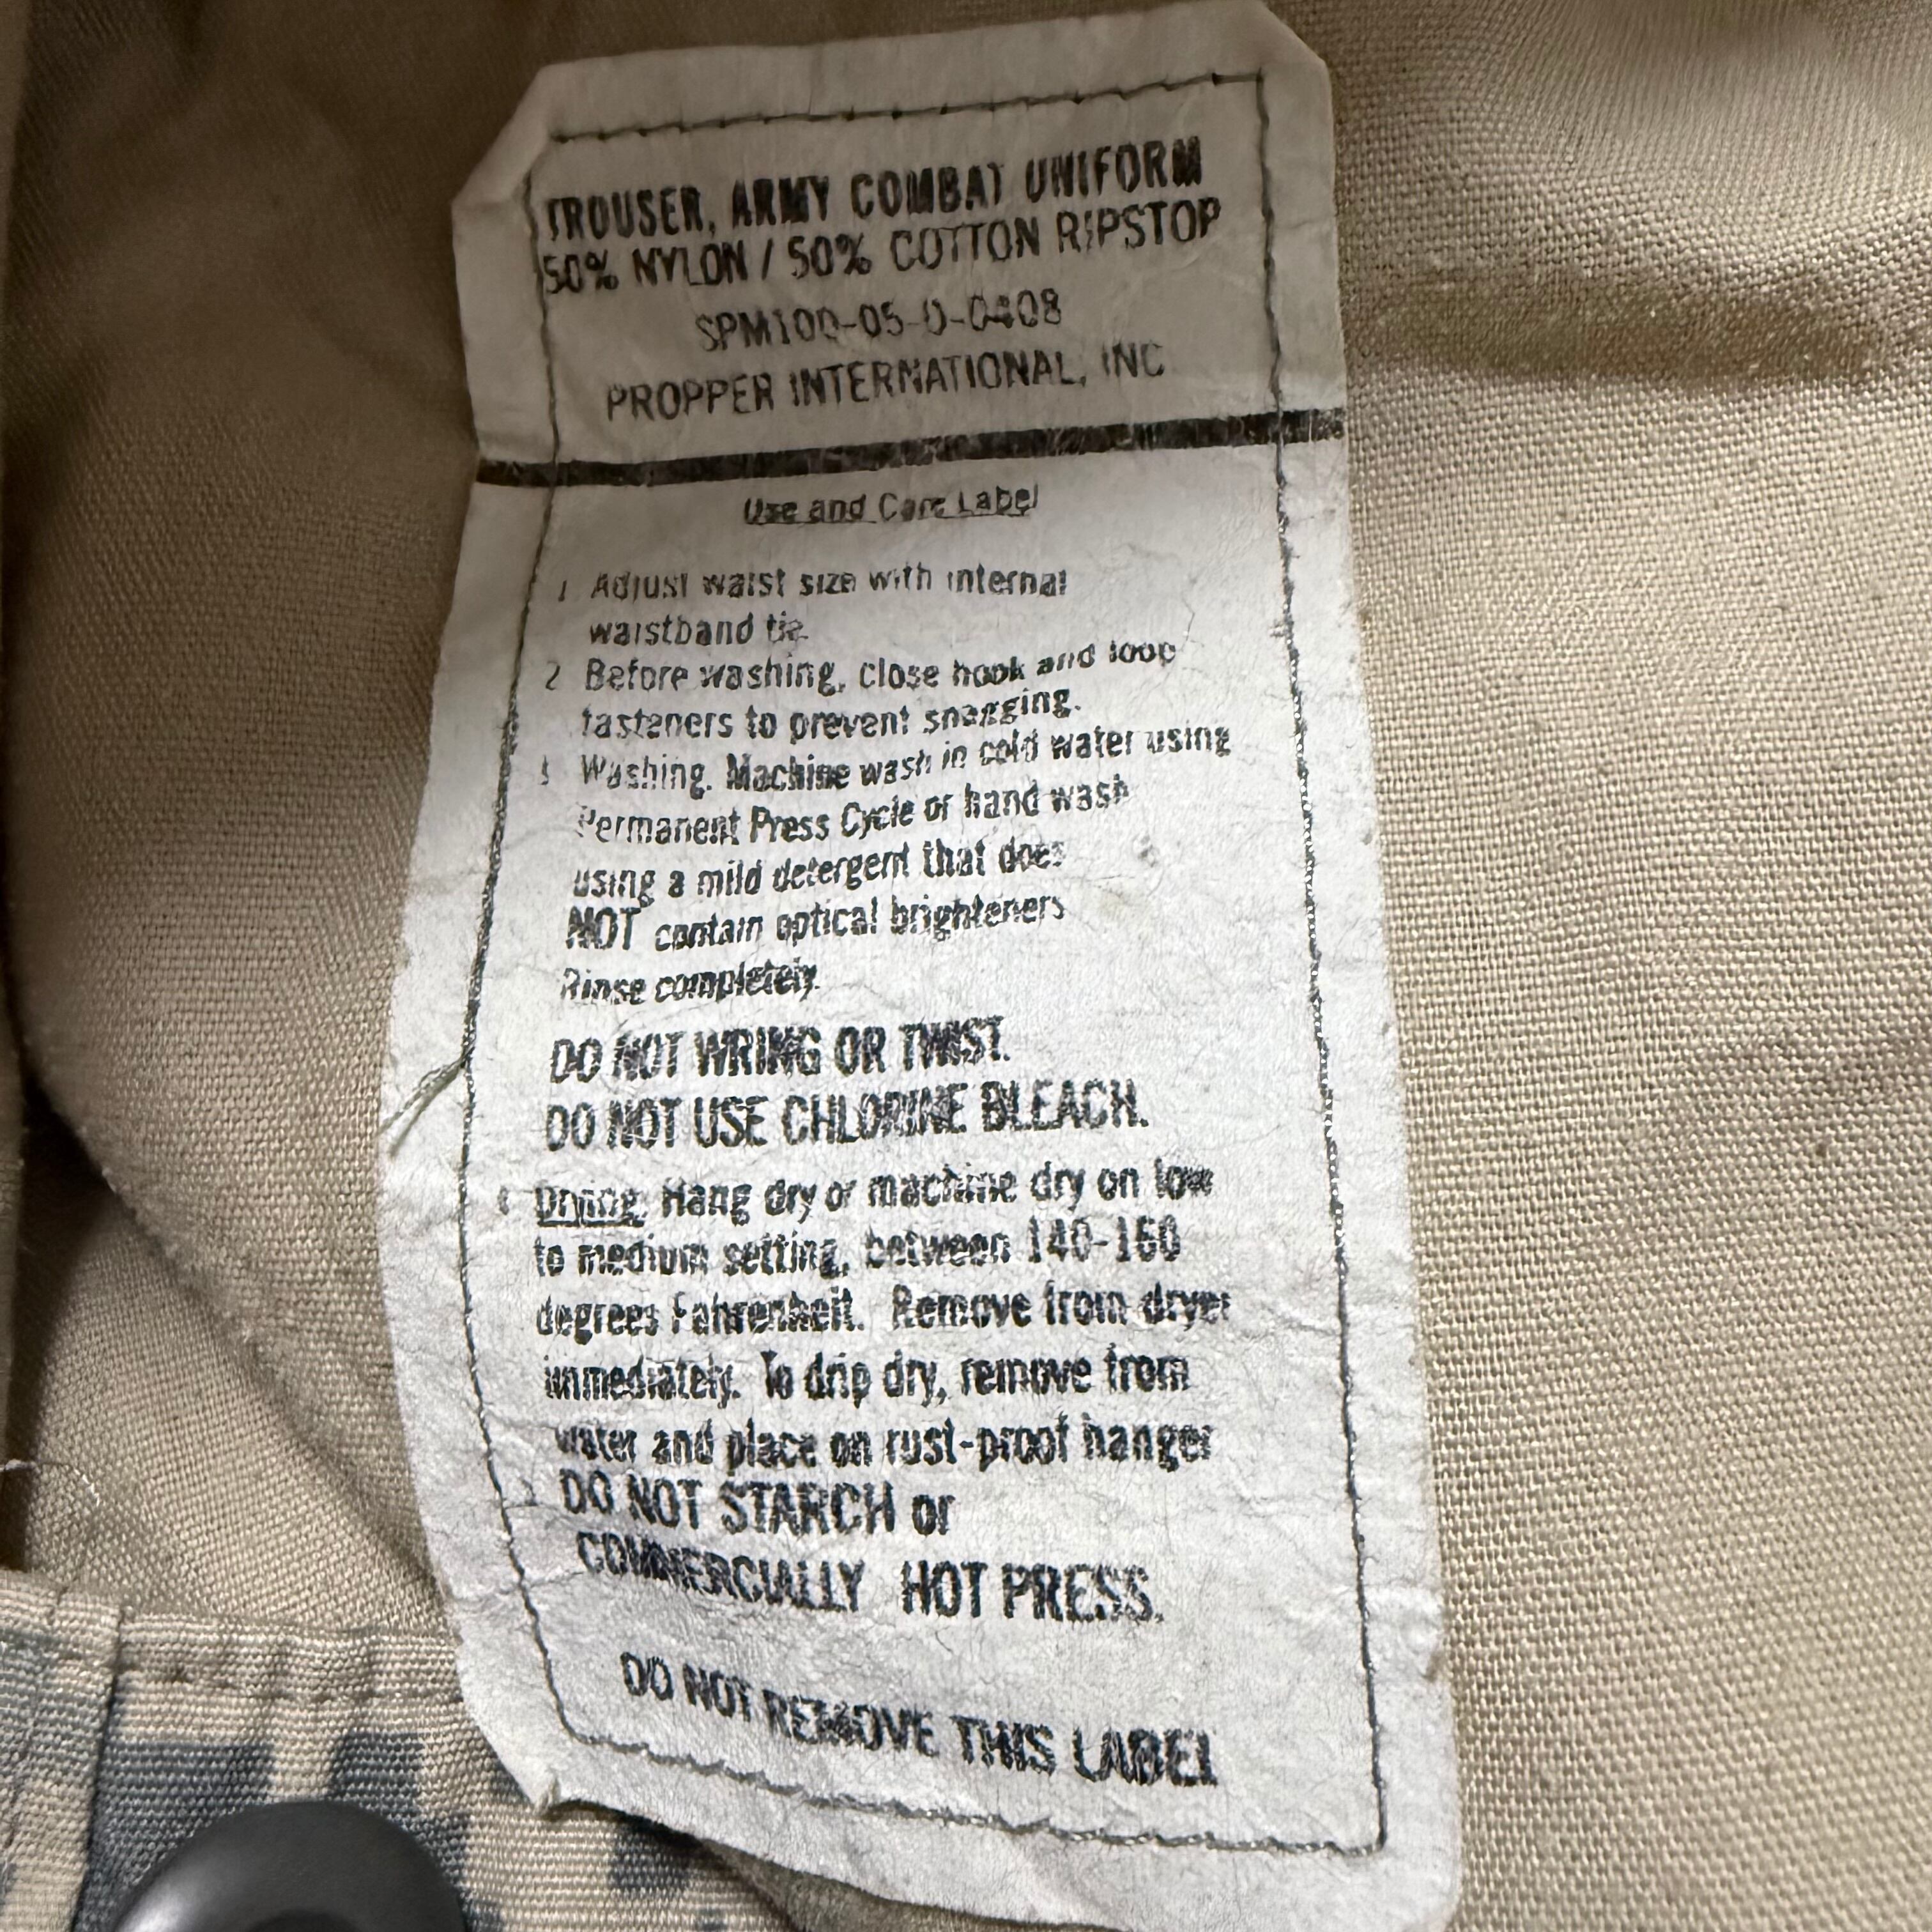 TROUSER, ARMY COMBAT UNIFORM
50% NYLON / 50% COTTON RIPSTOP
SPM100-05-D-0408
PROPPER INTERNATIONAL, INC
Use and Care Label
1 Adjust waist size with internal
waistband tie.
2 Before washing, close hook and loop
fasteners to prevent snagging.
3 Washing. Machine wash in cold water using
Permanent Press Cycle or hand wash
using a mild detergent that does
NOT contain optical brighteners
Rinse completely.
DO NOT WRING OR TWIST.
DO NOT USE CHLORINE BLEACH.
4 Drying: Hang dry or machine dry on low
to medium setting, between 140-160
degrees Fahrenheit. Remove from dryer
immediately. To drip dry, remove from
water and place on rust-proof hanger
DO NOT STARCH or
COMMERCIALLY HOT PRESS.
DO NOT REMOVE THIS LABEL